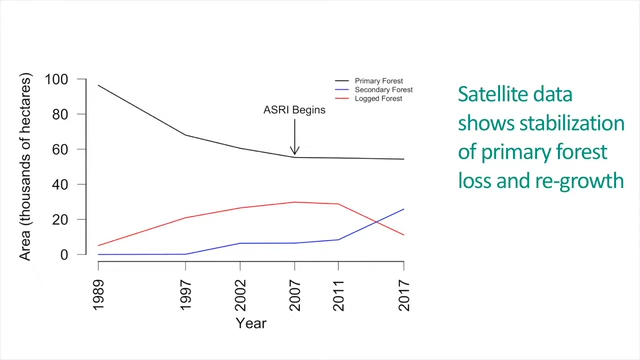 Area (thousands of hectares)
100
80
60
40
20
0
Primary Forest
Secondary Forest
Logged Forest
ASRI Begins
1989
1997
2002
2007
2011
2017
Year
Satellite data
shows stabilization
of primary forest
loss and re-growth